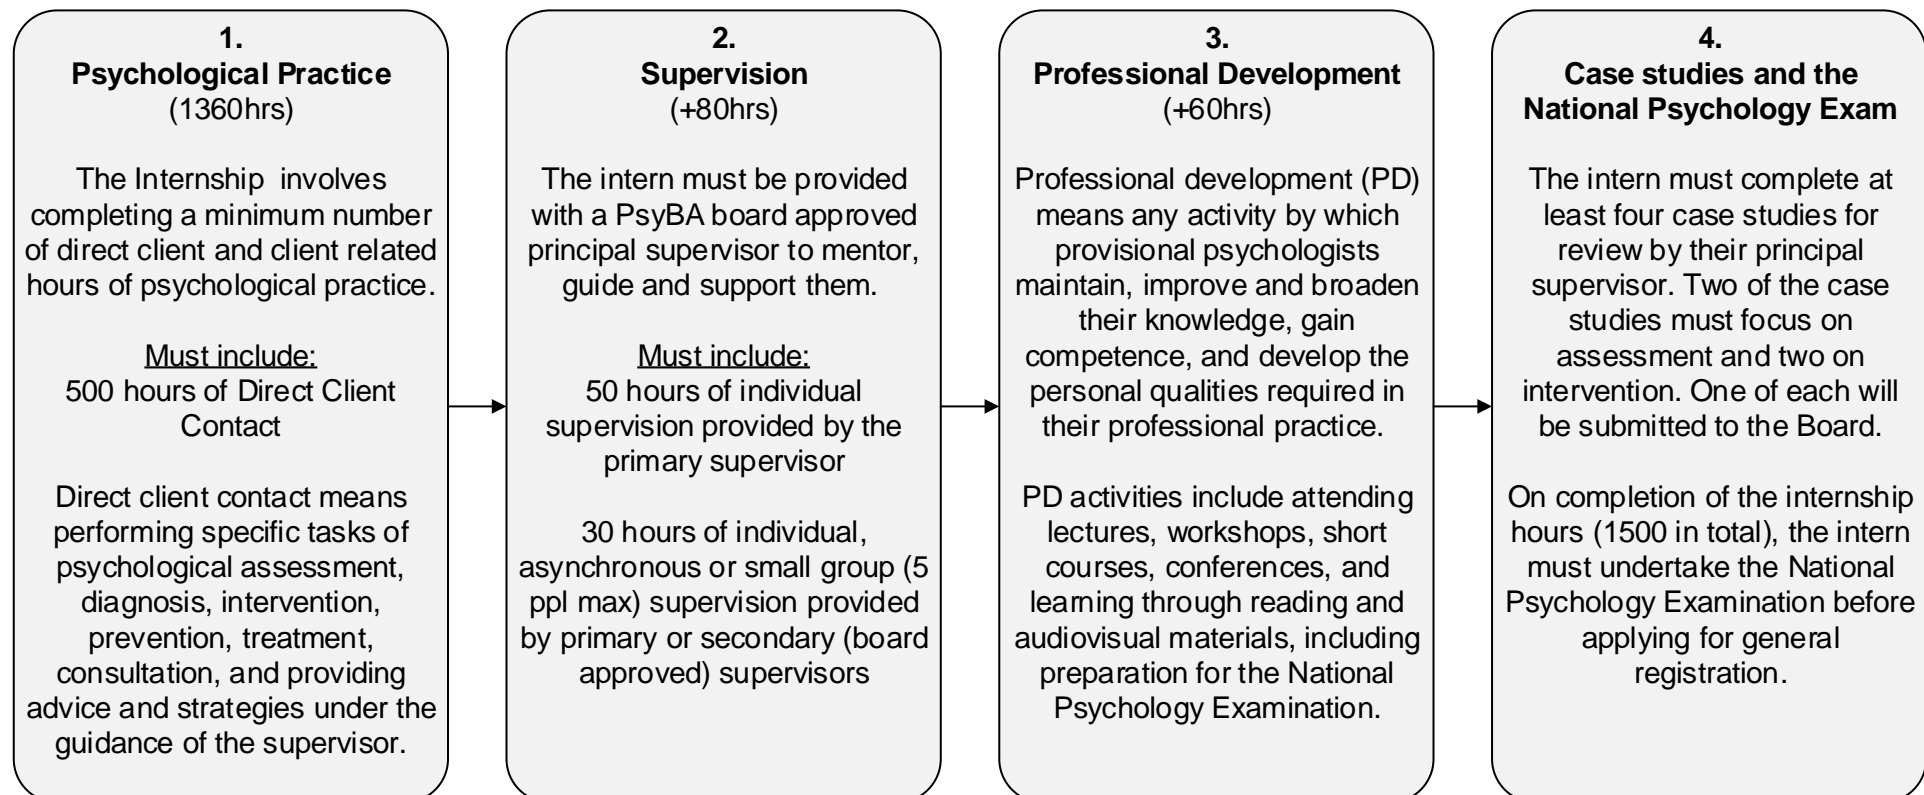 1.
Psychological Practice
(1360hrs)
The Internship involves
completing a minimum number
of direct client and client related
hours of psychological practice.
Must include:
500 hours of Direct Client
Contact
Direct client contact means
performing specific tasks of
psychological assessment,
diagnosis, intervention,
prevention, treatment,
consultation, and providing
advice and strategies under the
guidance of the supervisor.
2.
Supervision
(+80hrs)
The intern must be provided
with a PsyBA board approved
principal supervisor to mentor,
guide and support them.
Must include:
50 hours of individual
supervision provided by the
primary supervisor
30 hours of individual,
asynchronous or small group (5
ppl max) supervision provided
by primary or secondary (board
approved) supervisors
3.
Professional Development
(+60hrs)
Professional development (PD)
means any activity by which
provisional psychologists
maintain, improve and broaden
their knowledge, gain
competence, and develop the
personal qualities required in
their professional practice.
PD activities include attending
lectures, workshops, short
courses, conferences, and
learning through reading and
audiovisual materials, including
preparation for the National
Psychology Examination.
4.
Case studies and the
National Psychology Exam
The intern must complete at
least four case studies for
review by their principal
supervisor. Two of the case
studies must focus on
assessment and two on
intervention. One of each will
be submitted to the Board.
On completion of the internship
hours (1500 in total), the intern
must undertake the National
Psychology Examination before
applying for general
registration.